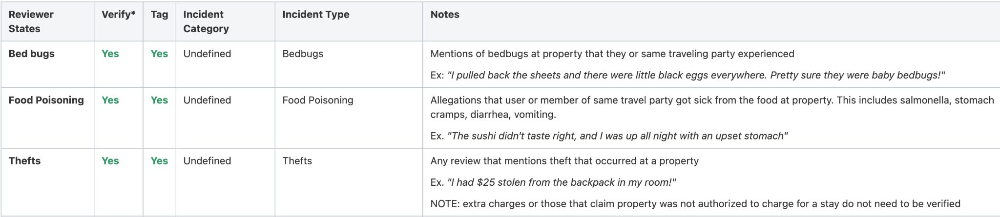 Reviewer States
Verify*
Tag
Incident Category
Incident Type
Notes
Bed bugs
Yes
Yes
Undefined
Bedbugs
Mentions of bedbugs at property that they or same traveling party experienced
Ex: "I pulled back the sheets and there were little black eggs everywhere. Pretty sure they were baby bedbugs!"
Food Poisoning
Yes
Yes
Undefined
Food Poisoning
Allegations that user or member of same travel party got sick from the food at property. This includes salmonella, stomach
cramps, diarrhea, vomiting.
Ex. "The sushi didn't taste right, and I was up all night with an upset stomach"
Thefts
Yes
Yes
Undefined
Thefts
Any review that mentions theft that occurred at a property
Ex. "I had $25 stolen from the backpack in my room!"
NOTE: extra charges or those that claim property was not authorized to charge for a stay do not need to be verified